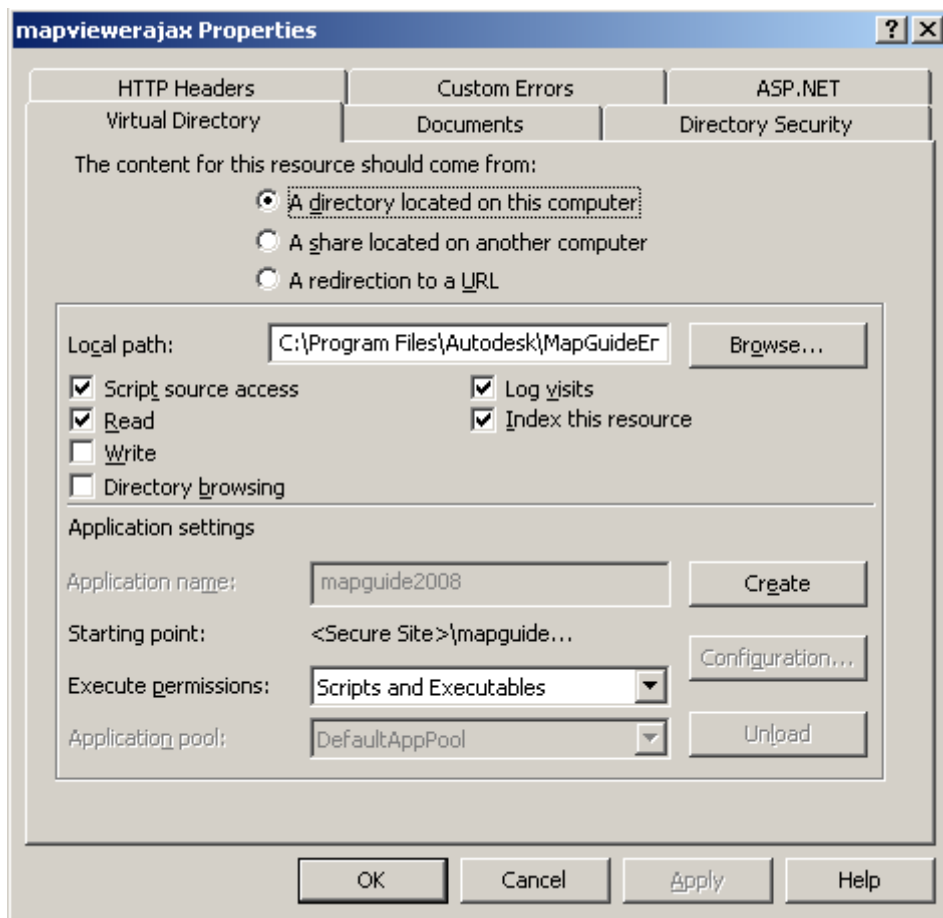 mapviewerajax Properties
HTTP Headers Custom Errors ASP.NET
Virtual Directory Documents Directory Security
The content for this resource should come from:
A directory located on this computer
A share located on another computer
A redirection to a URL
Local path: C:\Program Files\Autodesk\MapGuideEr Browse...
Script source access Log visits
Read Index this resource
Write
Directory browsing
Application settings
Application name: mapguide2008 Create
Starting point: <Secure Site>\mapguide...
Configuration...
Execute permissions: Scripts and Executables
Application pool: DefaultAppPool Unload
OK Cancel Apply Help